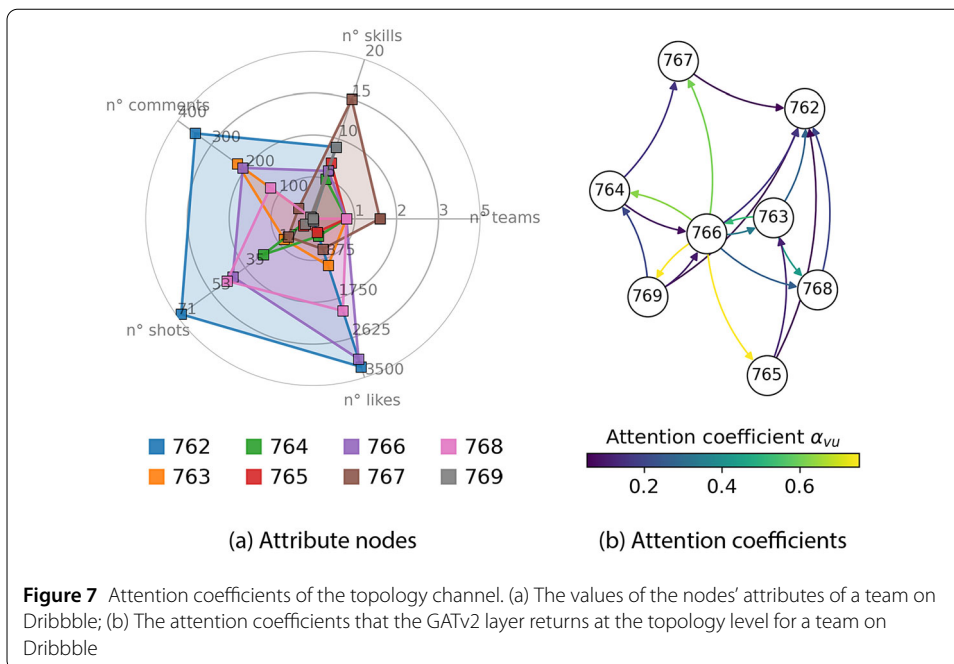 n° skills
20
15
10
n° comments
400
300
200
100
1
2
3
5
n° teams
875
1750
2625
3500
n° likes
35
53
71
n° shots
762 764 766 768
763 765 767 769
(a) Attribute nodes
767
762
764
763
766
769
768
765
Attention coefficient αvu
0.2 0.4 0.6
(b) Attention coefficients
Figure 7 Attention coefficients of the topology channel. (a) The values of the nodes' attributes of a team on
Dribbble; (b) The attention coefficients that the GATv2 layer returns at the topology level for a team on
Dribbble